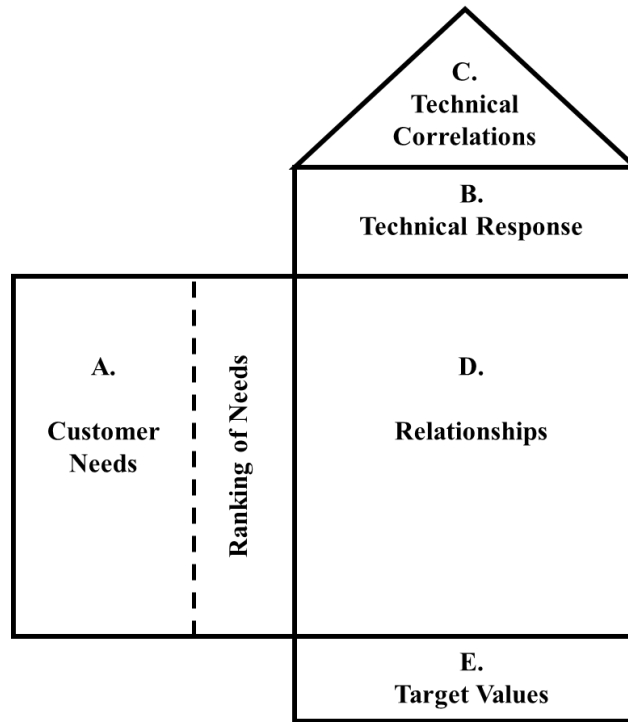 C.
Technical
Correlations
B.
Technical Response
A.
Customer
Needs
Ranking of Needs
D.
Relationships
E.
Target Values